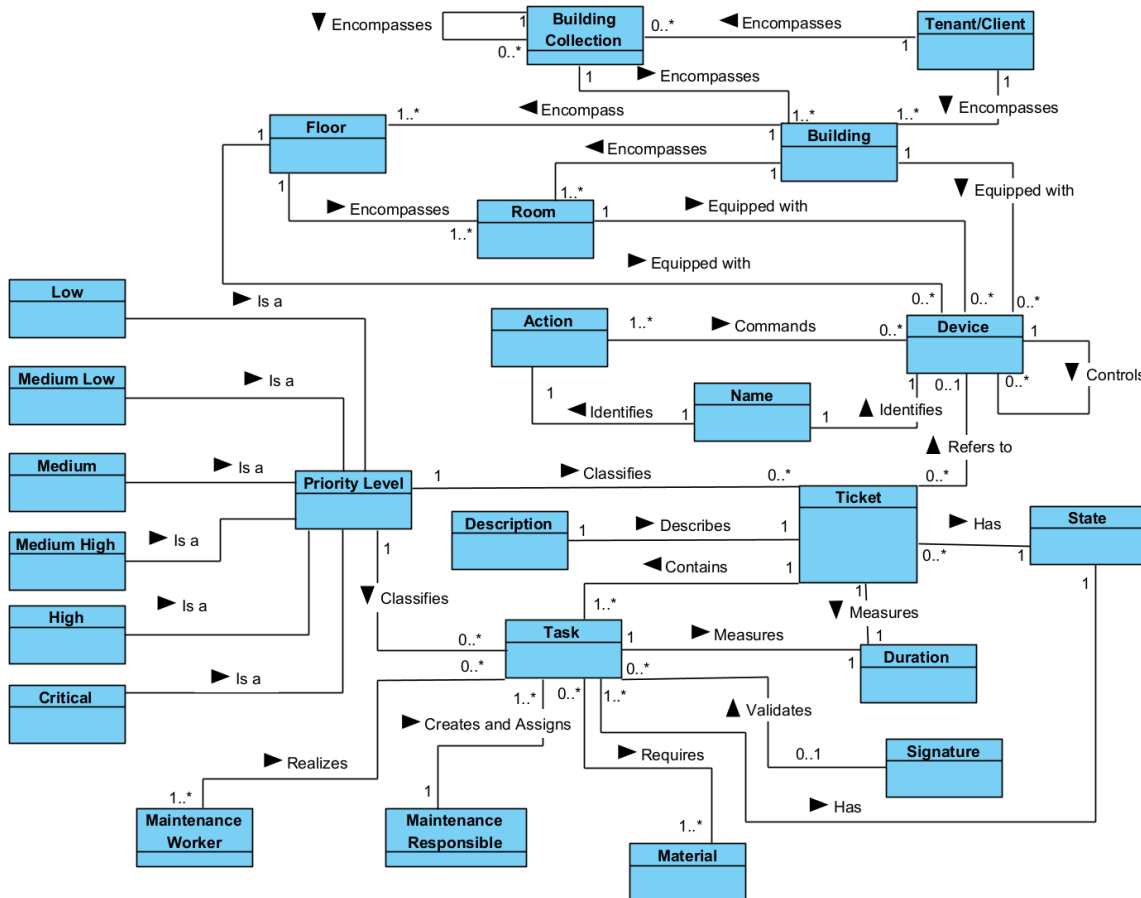 Encompasses
1
0..*
Building
Collection
0..*
Encompasses
1
Tenant/Client
1
Encompasses
1
Encompasses
1..*
Encompass
1..*
1..*
1
Floor
1
Building
1
Encompasses
1
1
1
1..*
Equipped with
Encompasses
1..*
Room
1
Equipped with
Equipped with
Low
Is a
0..*
0..*
0..*
Action
1..*
Commands
0..*
Device
1
Medium Low
Is a
1
Identifies
1
Name
1
Identifies
1
0..1
0..*
Controls
Refers to
Medium
Is a
Priority Level
1
Classifies
0..*
Ticket
0..*
Description
1
Describes
1
Has
State
Medium High
Is a
1
Contains
1
0..*
1
1
High
Is a
Classifies
1..*
1
Measures
1
Task
1
Measures
1
Duration
0..*
0..*
0..*
Critical
Is a
1..*
0..*
1..*
Creates and Assigns
Validates
Realizes
Requires
0..1
Signature
1..*
1
Has
Maintenance
Worker
Maintenance
Responsible
1..*
Material